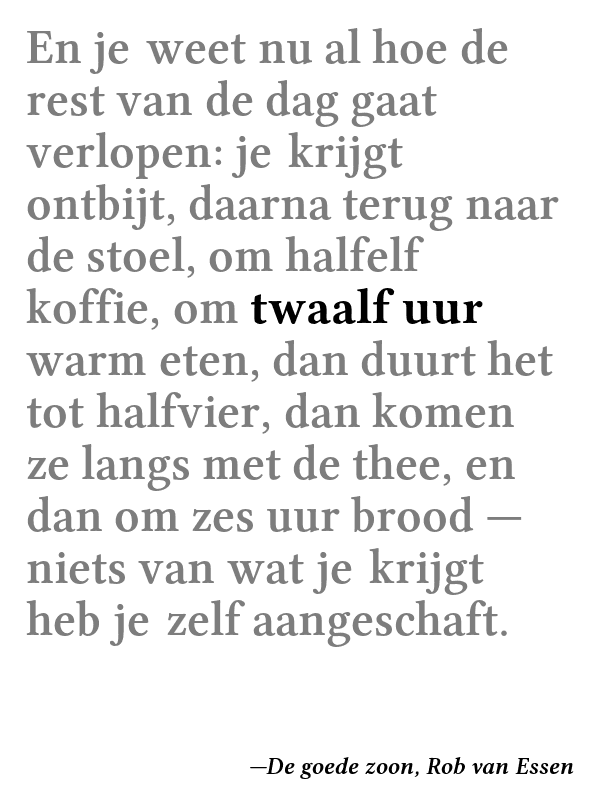 En je weet nu al hoe de
rest van de dag gaat
verlopen: je krijgt
ontbijt, daarna terug naar
de stoel, om halfelf
koffie, om twaalf uur
warm eten, dan duurt het
tot halfvier, dan komen
ze langs met de thee, en
dan om zes uur brood —
niets van wat je krijgt
heb je zelf aangeschaft.
—De goede zoon, Rob van Essen